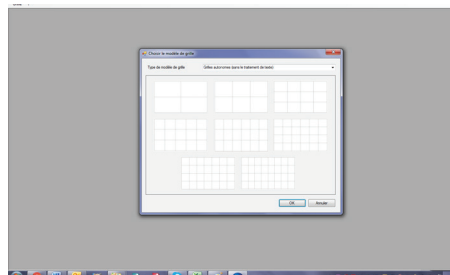 Choisir le modèle de grille
Type de modèle de grille
Grilles autonomes (sans le traitement de texte)
OK
Annuler